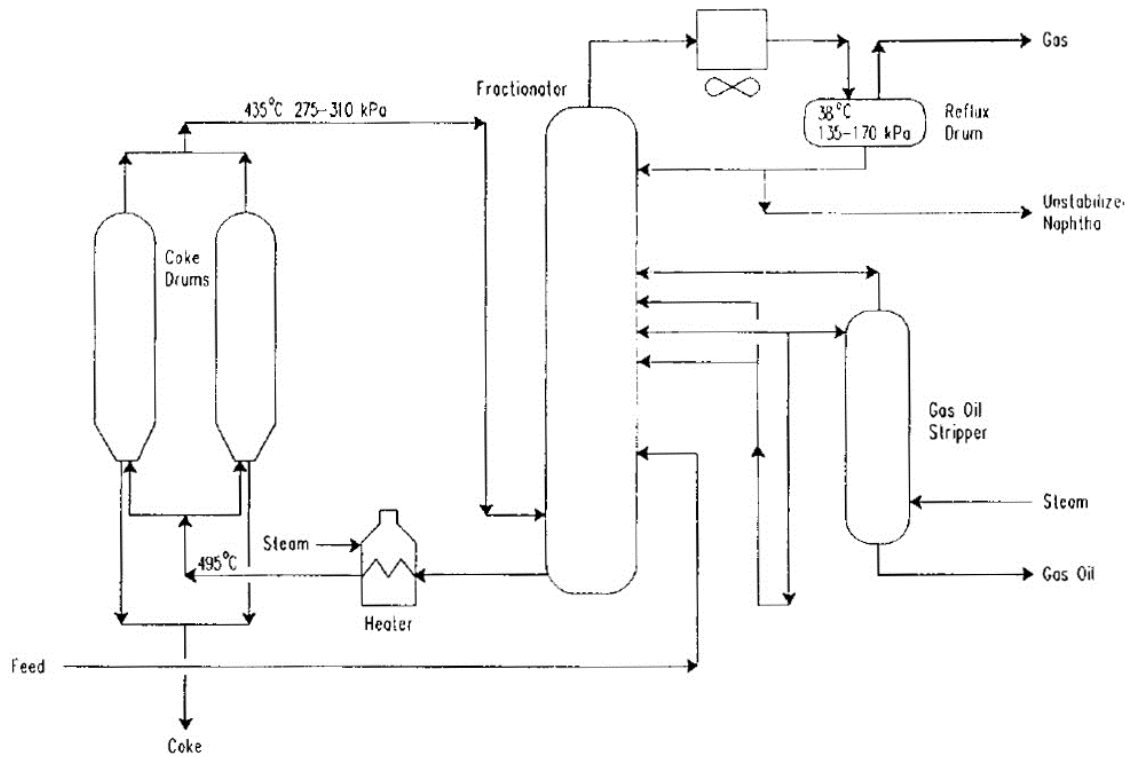 Gas
Fractionator
435°C 275-310 kPa
38°C
135-170 kPa
Reflux
Drum
Unstabilize
Naphtha
Coke
Drums
Gas Oil
Stripper
Steam
Steam
495°C
Gas Oil
Heater
Feed
Coke